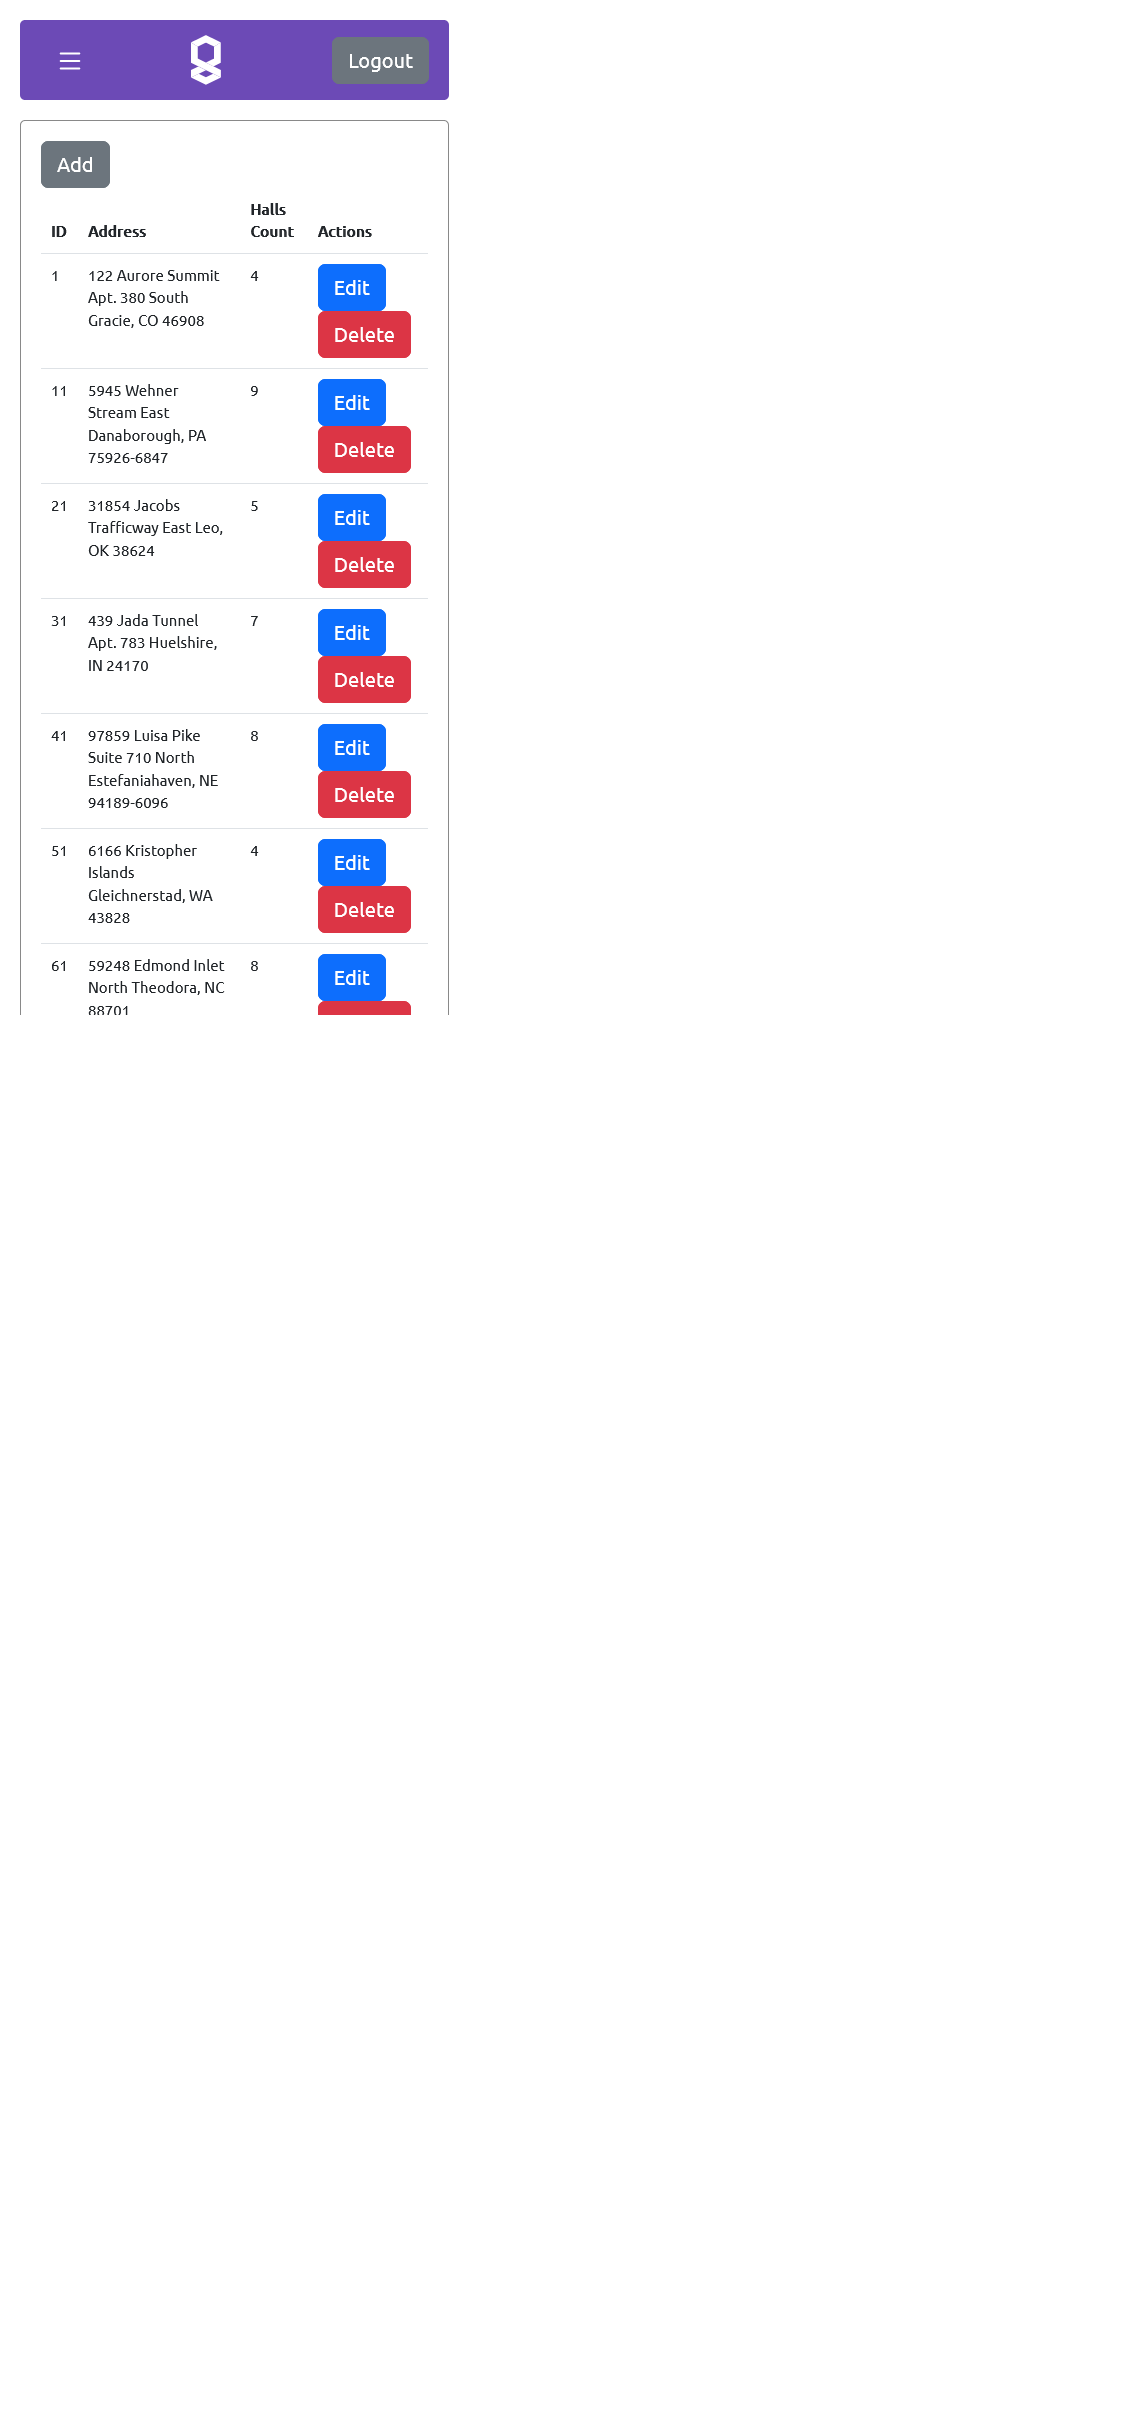 Logout
Add
ID Address Halls Count Actions
1 122 Aurore Summit 4 Edit
Apt. 380 South
Gracie, CO 46908
Delete
11 5945 Wehner 9 Edit
Stream East
Danaborough, PA
75926-6847
Delete
21 31854 Jacobs 5 Edit
Trafficway East Leo,
OK 38624
Delete
31 439 Jada Tunnel 7 Edit
Apt. 783 Huelshire,
IN 24170
Delete
41 97859 Luisa Pike 8 Edit
Suite 710 North
Estefaniahaven, NE
94189-6096
Delete
51 6166 Kristopher 4 Edit
Islands
Gleichnerstad, WA
43828
Delete
61 59248 Edmond Inlet 8 Edit
North Theodora, NC
88701